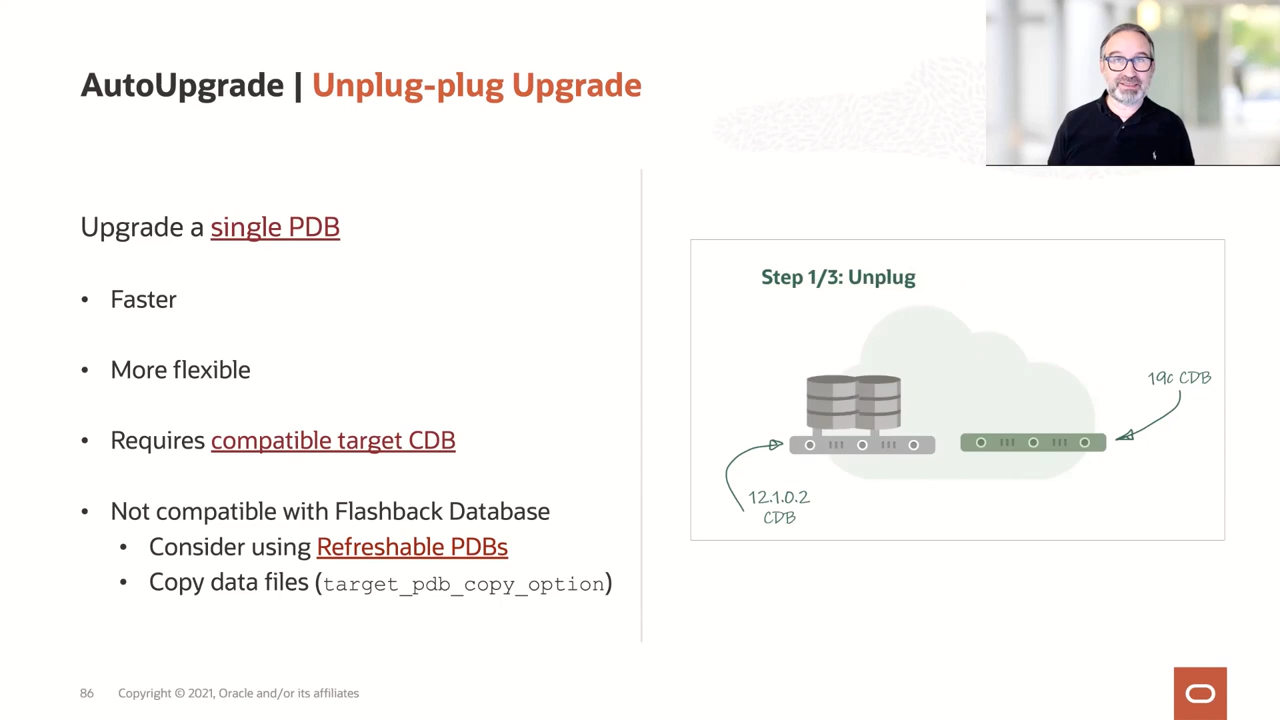 AutoUpgrade | Unplug-plug Upgrade
Upgrade a single PDB
• Faster
• More flexible
• Requires compatible target CDB
• Not compatible with Flashback Database
• Consider using Refreshable PDBs
• Copy data files (target_pdb_copy_option)
Step 1/3: Unplug
19c CDB
12.1.0.2
CDB
86 Copyright © 2021, Oracle and/or its affiliates